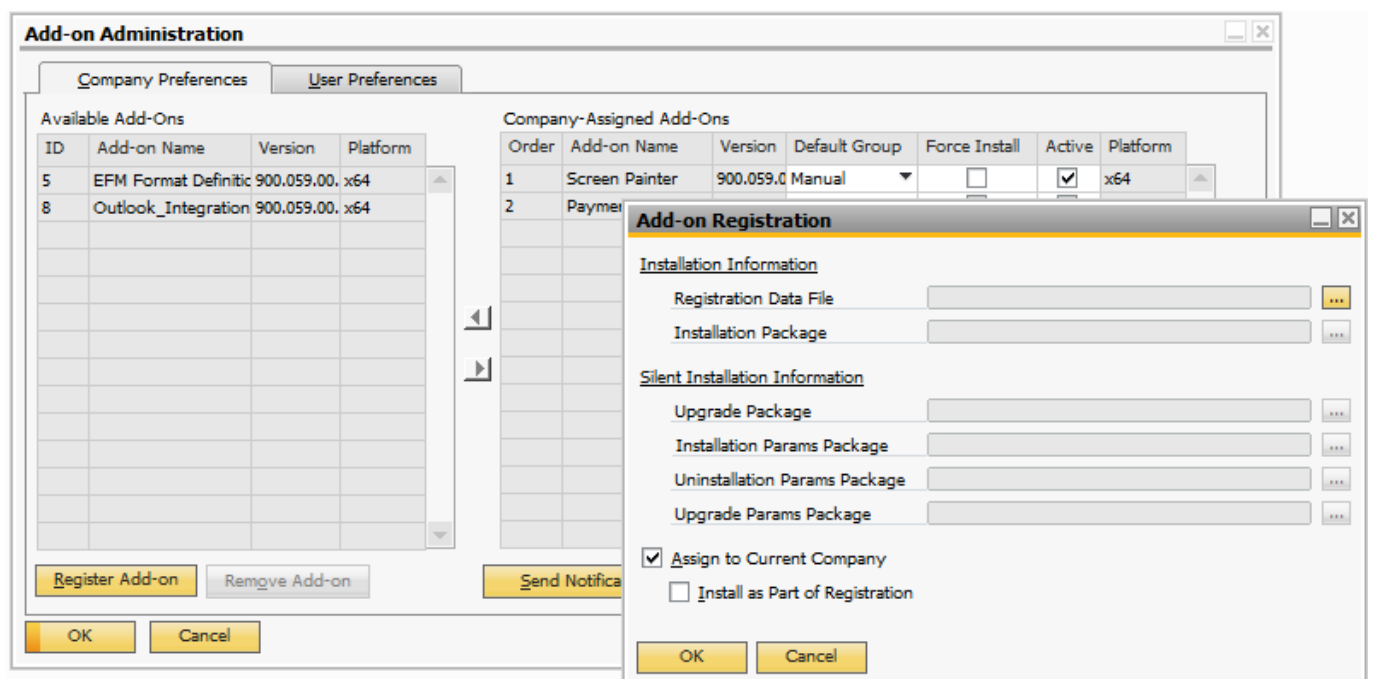 Add-on Administration
Company Preferences User Preferences
Available Add-Ons Company-Assigned Add-Ons
ID Add-on Name Version Platform Order Add-on Name Version Default Group Force Install Active Platform
5 EFM Format Definitic 900.059.00. x64 1 Screen Painter 900.059.0 Manual x64
8 Outlook_Integration 900.059.00. x64 2 Paymer
Add-on Registration
Installation Information
Registration Data File ...
Installation Package ...
Silent Installation Information
Upgrade Package ...
Installation Params Package ...
Uninstallation Params Package ...
Upgrade Params Package ...
Assign to Current Company
Install as Part of Registration
Register Add-on Remove Add-on Send Notifica
OK Cancel
OK Cancel